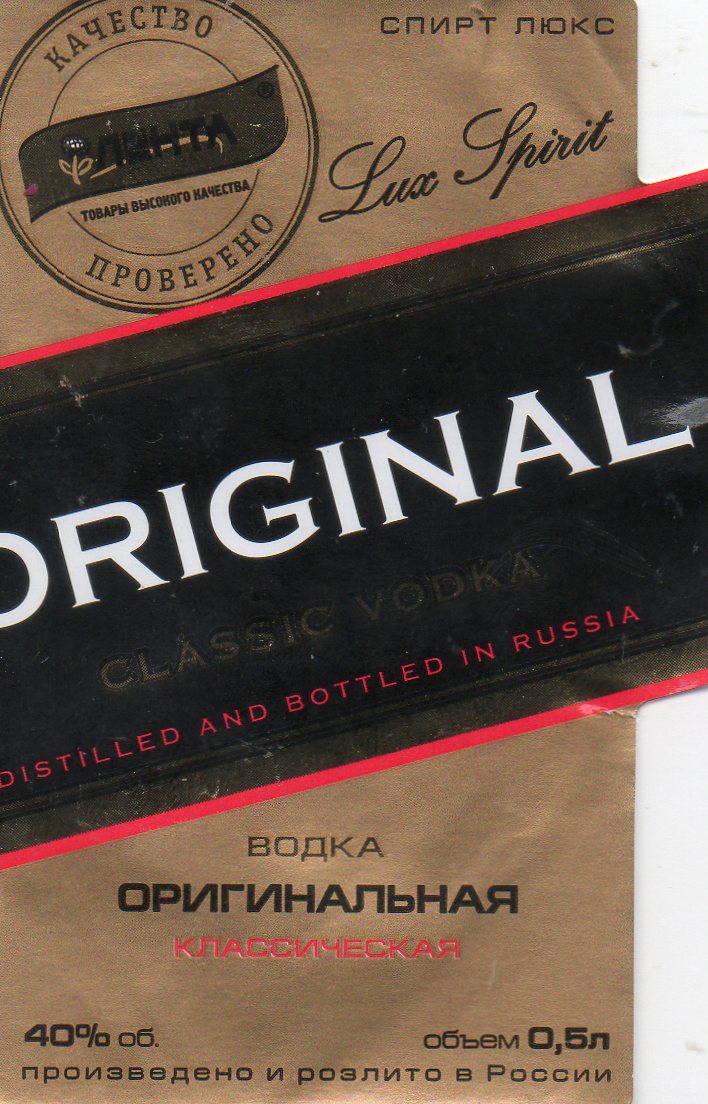 СПИРТ ЛЮКС
КАЧЕСТВО
ЛЕНТА ®
ТОВАРЫ ВЫСОКОГО КАЧЕСТВА
ПРОВЕРЕНО
Lux Spirit
ORIGINAL
CLASSIC VODKA
DISTILLED AND BOTTLED IN RUSSIA
ВОДКА
ОРИГИНАЛЬНАЯ
КЛАССИЧЕСКАЯ
40% об. объем 0,5л
произведено и розлито в России